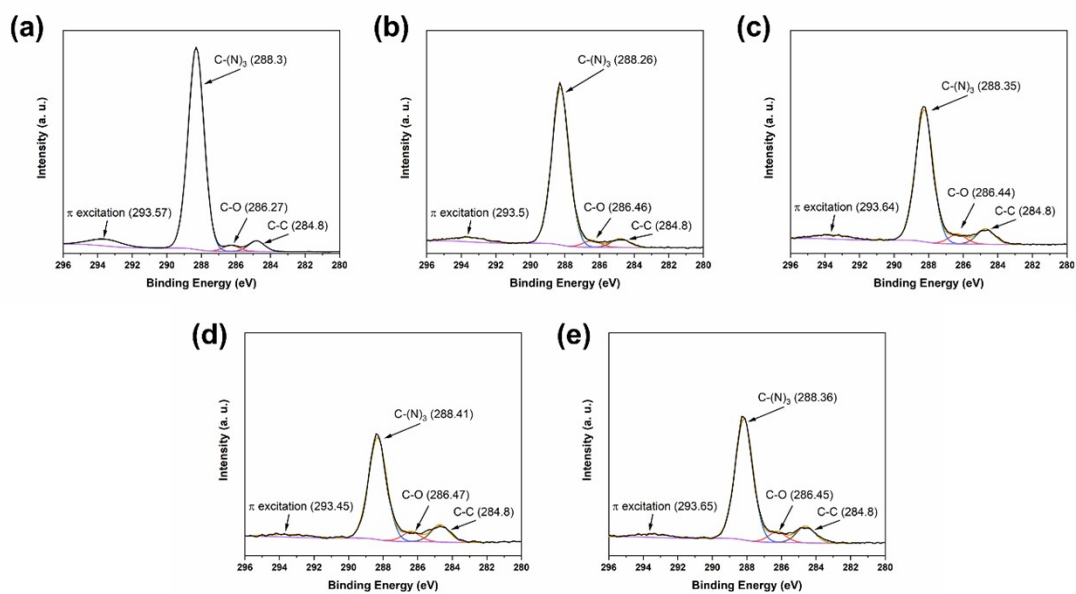 (a)
C-(N)₃ (288.3)
π excitation (293.57)
C-O (286.27)
C-C (284.8)
Intensity (a. u.)
296 294 292 290 288 286 284 282 280
Binding Energy (eV)
(b)
C-(N)₃ (288.26)
π excitation (293.5)
C-O (286.46)
C-C (284.8)
Intensity (a. u.)
296 294 292 290 288 286 284 282 280
Binding Energy (eV)
(c)
C-(N)₃ (288.35)
π excitation (293.64)
C-O (286.44)
C-C (284.8)
Intensity (a. u.)
296 294 292 290 288 286 284 282 280
Binding Energy (eV)
(d)
C-(N)₃ (288.41)
π excitation (293.45)
C-O (286.47)
C-C (284.8)
Intensity (a. u.)
296 294 292 290 288 286 284 282 280
Binding Energy (eV)
(e)
C-(N)₃ (288.36)
π excitation (293.65)
C-O (286.45)
C-C (284.8)
Intensity (a. u.)
296 294 292 290 288 286 284 282 280
Binding Energy (eV)